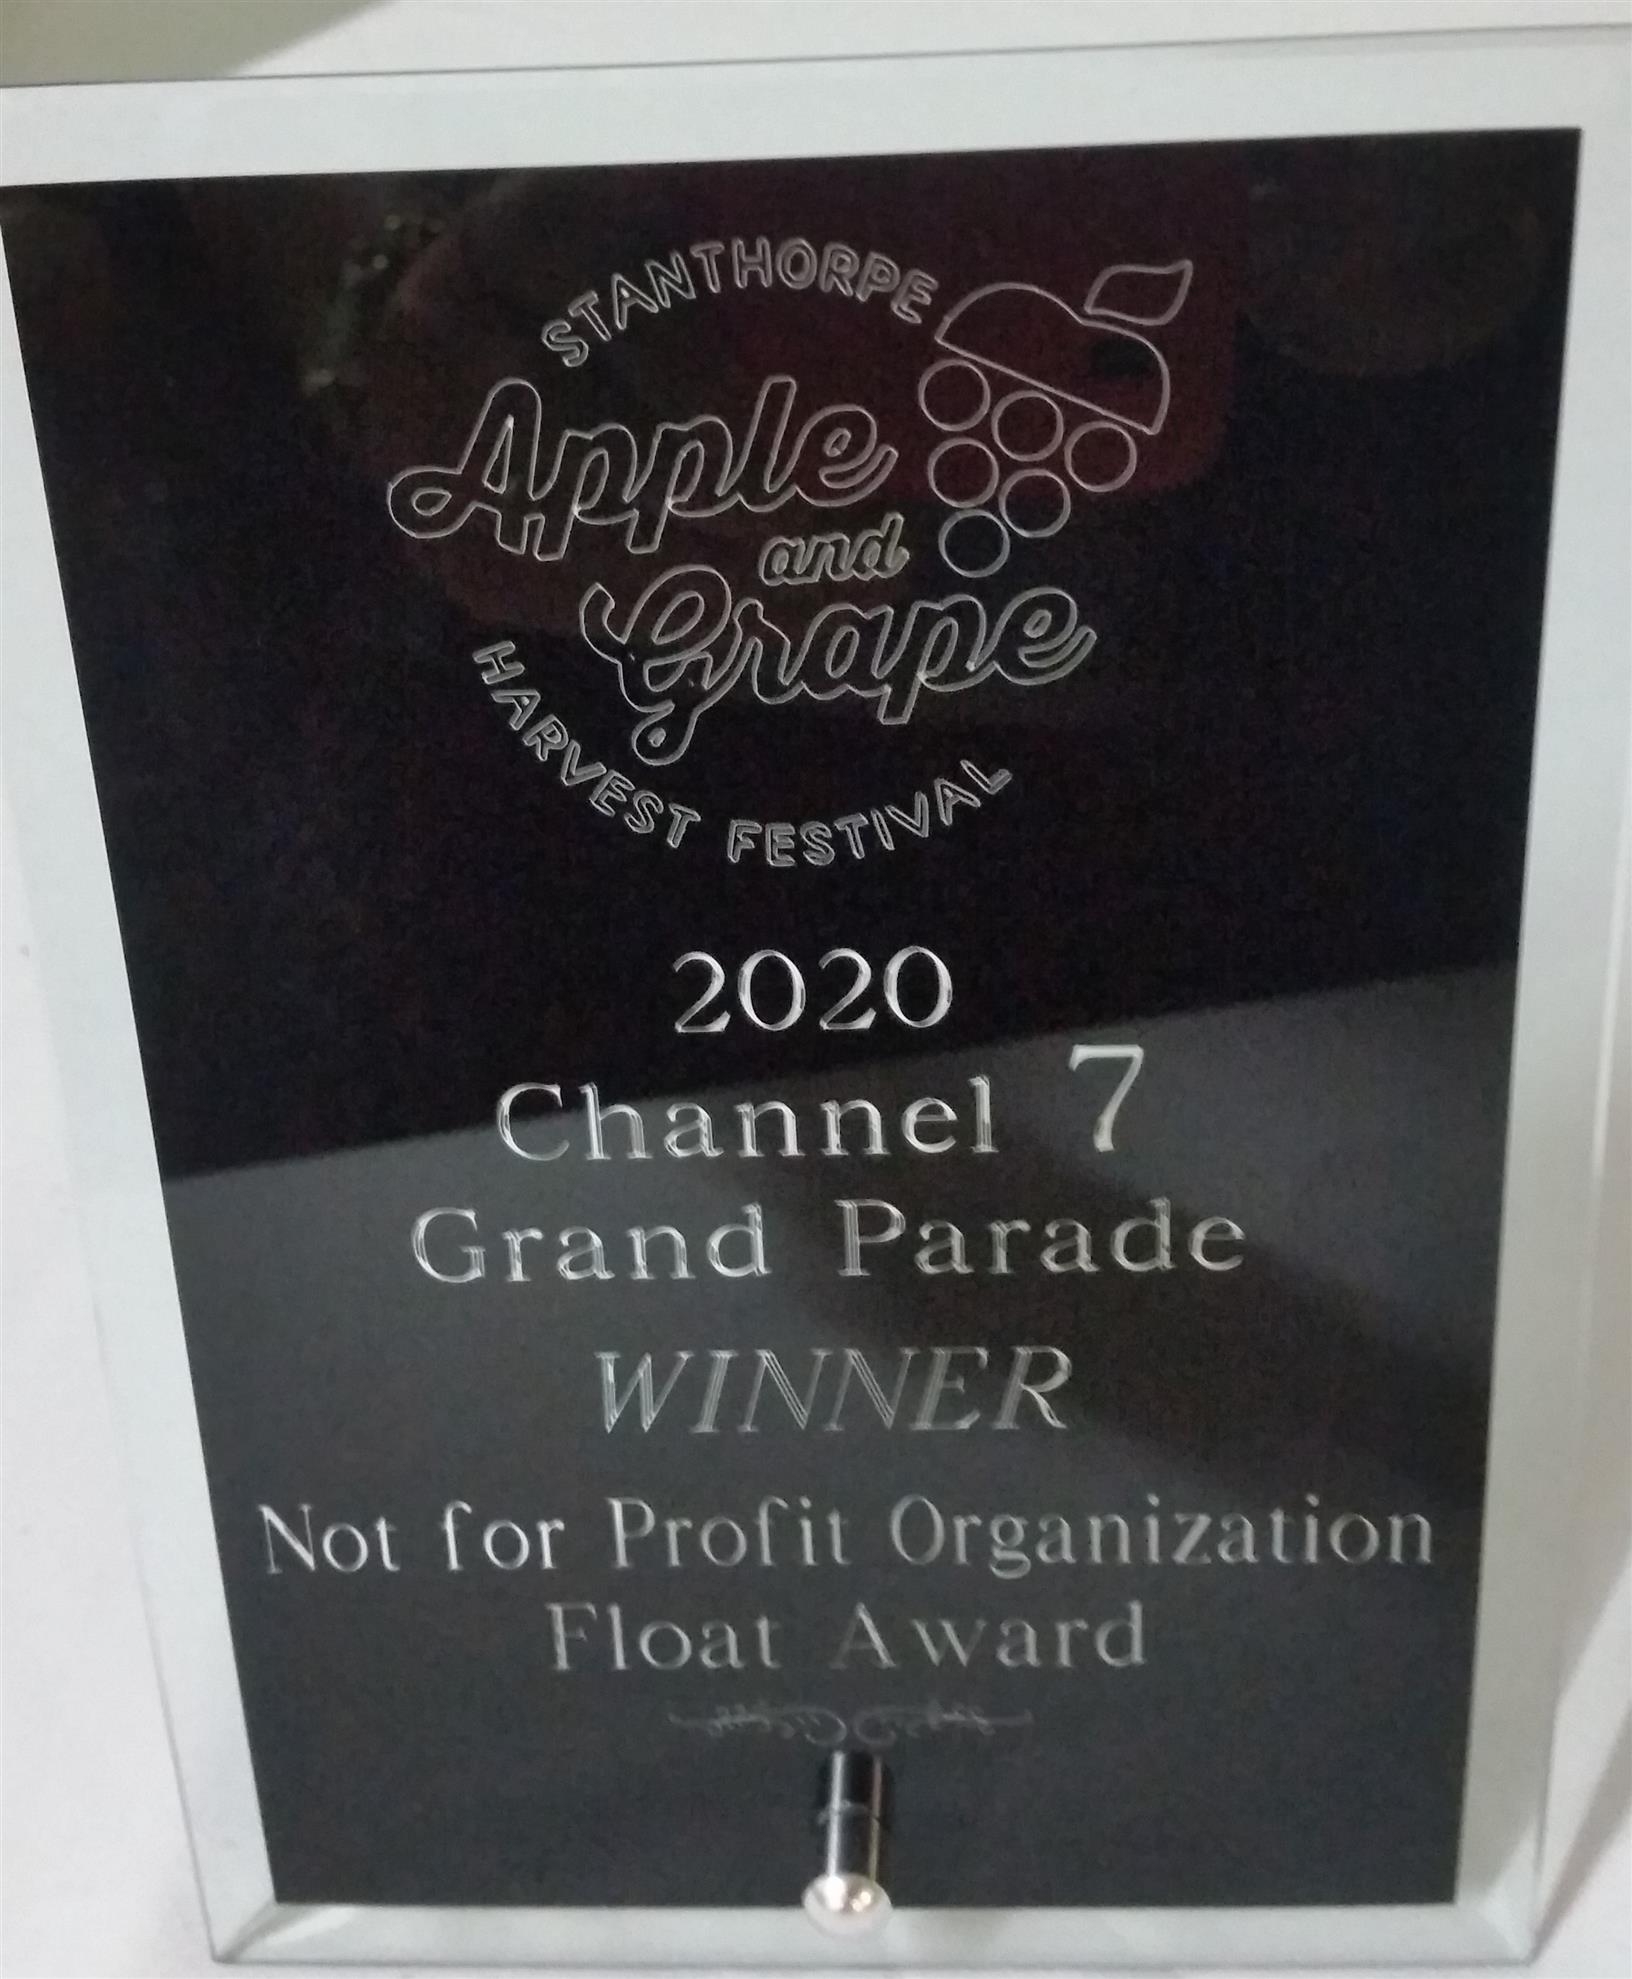 STANTHORPE
Apple
and
Grape
HARVEST FESTIVAL
2020
Channel 7
Grand Parade
WINNER
Not for Profit Organization
Float Award